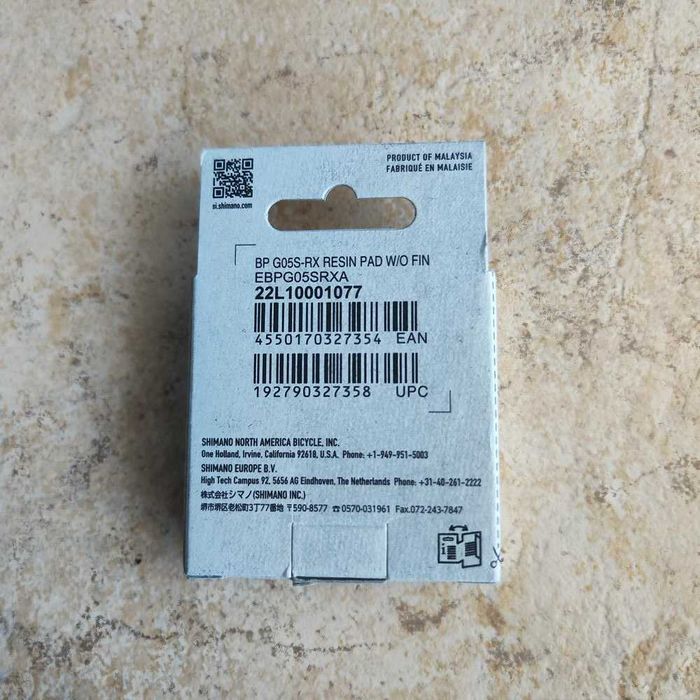 PRODUCT OF MALAYSIA
FABRIQUÉ EN MALAISIE
si.shimano.com
BP G05S-RX RESIN PAD W/O FIN
EBPG05SRXA
22L10001077
4550170327354 EAN
192790327358 UPC
SHIMANO NORTH AMERICA BICYCLE, INC.
One Holland, Irvine, California 92618, U.S.A. Phone: +1-949-951-5003
SHIMANO EUROPE B.V.
High Tech Campus 92, 5656 AG Eindhoven, The Netherlands Phone: +31-40-261-2222
株式会社シマノ(SHIMANO INC.)
堺市堺区老松町3丁77番地 〒590-8577 ☎0570-031961 Fax.072-243-7847